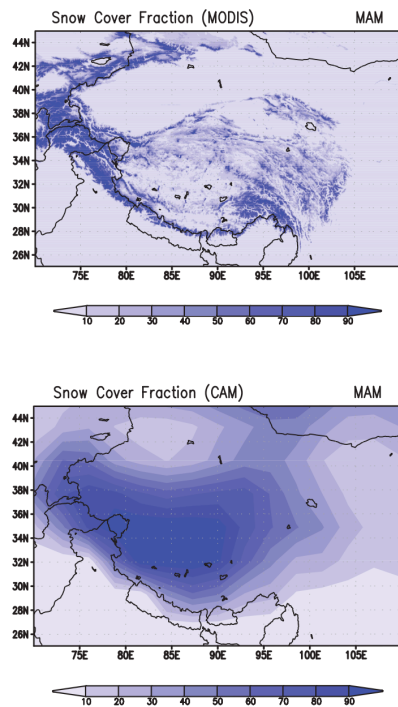 Snow Cover Fraction (MODIS) MAM
44N
42N
40N
38N
36N
34N
32N
30N
28N
26N
75E 80E 85E 90E 95E 100E 105E
10 20 30 40 50 60 70 80 90
Snow Cover Fraction (CAM) MAM
44N
42N
40N
38N
36N
34N
32N
30N
28N
26N
75E 80E 85E 90E 95E 100E 105E
10 20 30 40 50 60 70 80 90